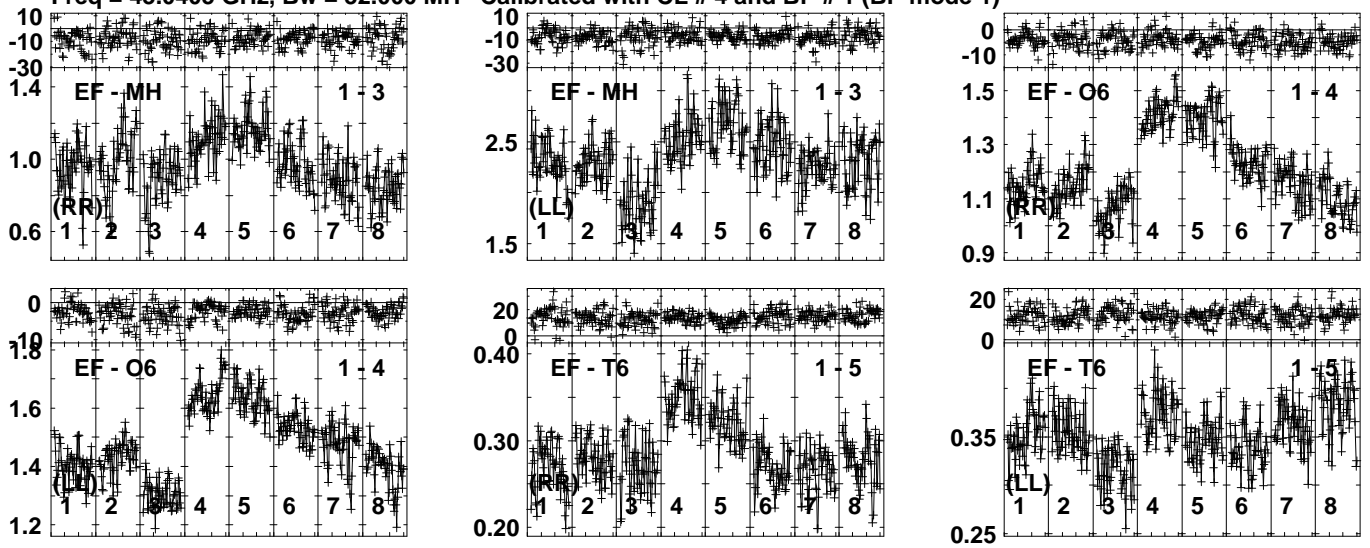 Freq = GHz, Bw = MH Calibrated with CL # 4 and BP # 1 (BP mode 1)
10
-10
-30
1.4
1.0
0.6
EF - MH 1 - 3
(RR)
1 2 3 4 5 6 7 8
10
-10
-30
2.5
1.5
EF - MH 1 - 3
(LL)
1 2 3 4 5 6 7 8
0
-10
1.5
1.3
1.1
0.9
EF - O6 1 - 4
(RR)
1 2 3 4 5 6 7 8
0
-10
1.8
1.6
1.4
1.2
EF - O6 1 - 4
(LL)
1 2 3 4 5 6 7 8
20
0
0.40
0.30
0.20
EF - T6 1 - 5
(RR)
1 2 3 4 5 6 7 8
20
0
0.35
0.25
EF - T6 1 - 5
(LL)
1 2 3 4 5 6 7 8